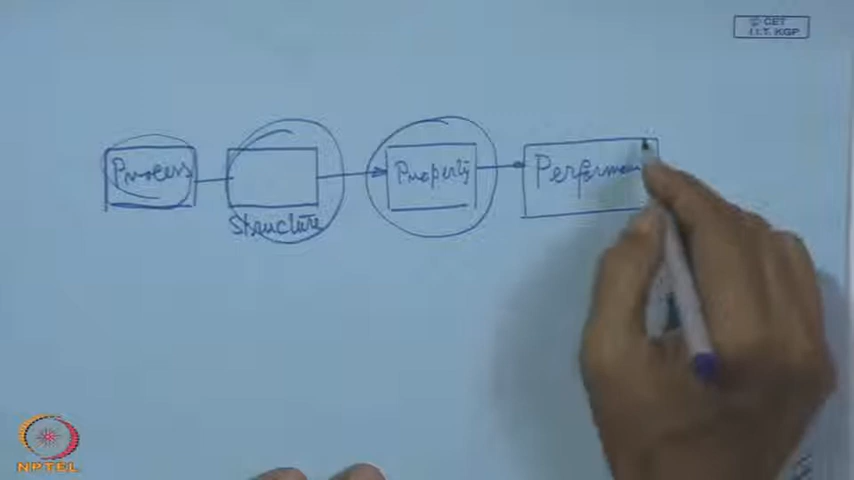 © CET
I.I.T. KGP
Process
Structure
Property
Performan
NPTEL